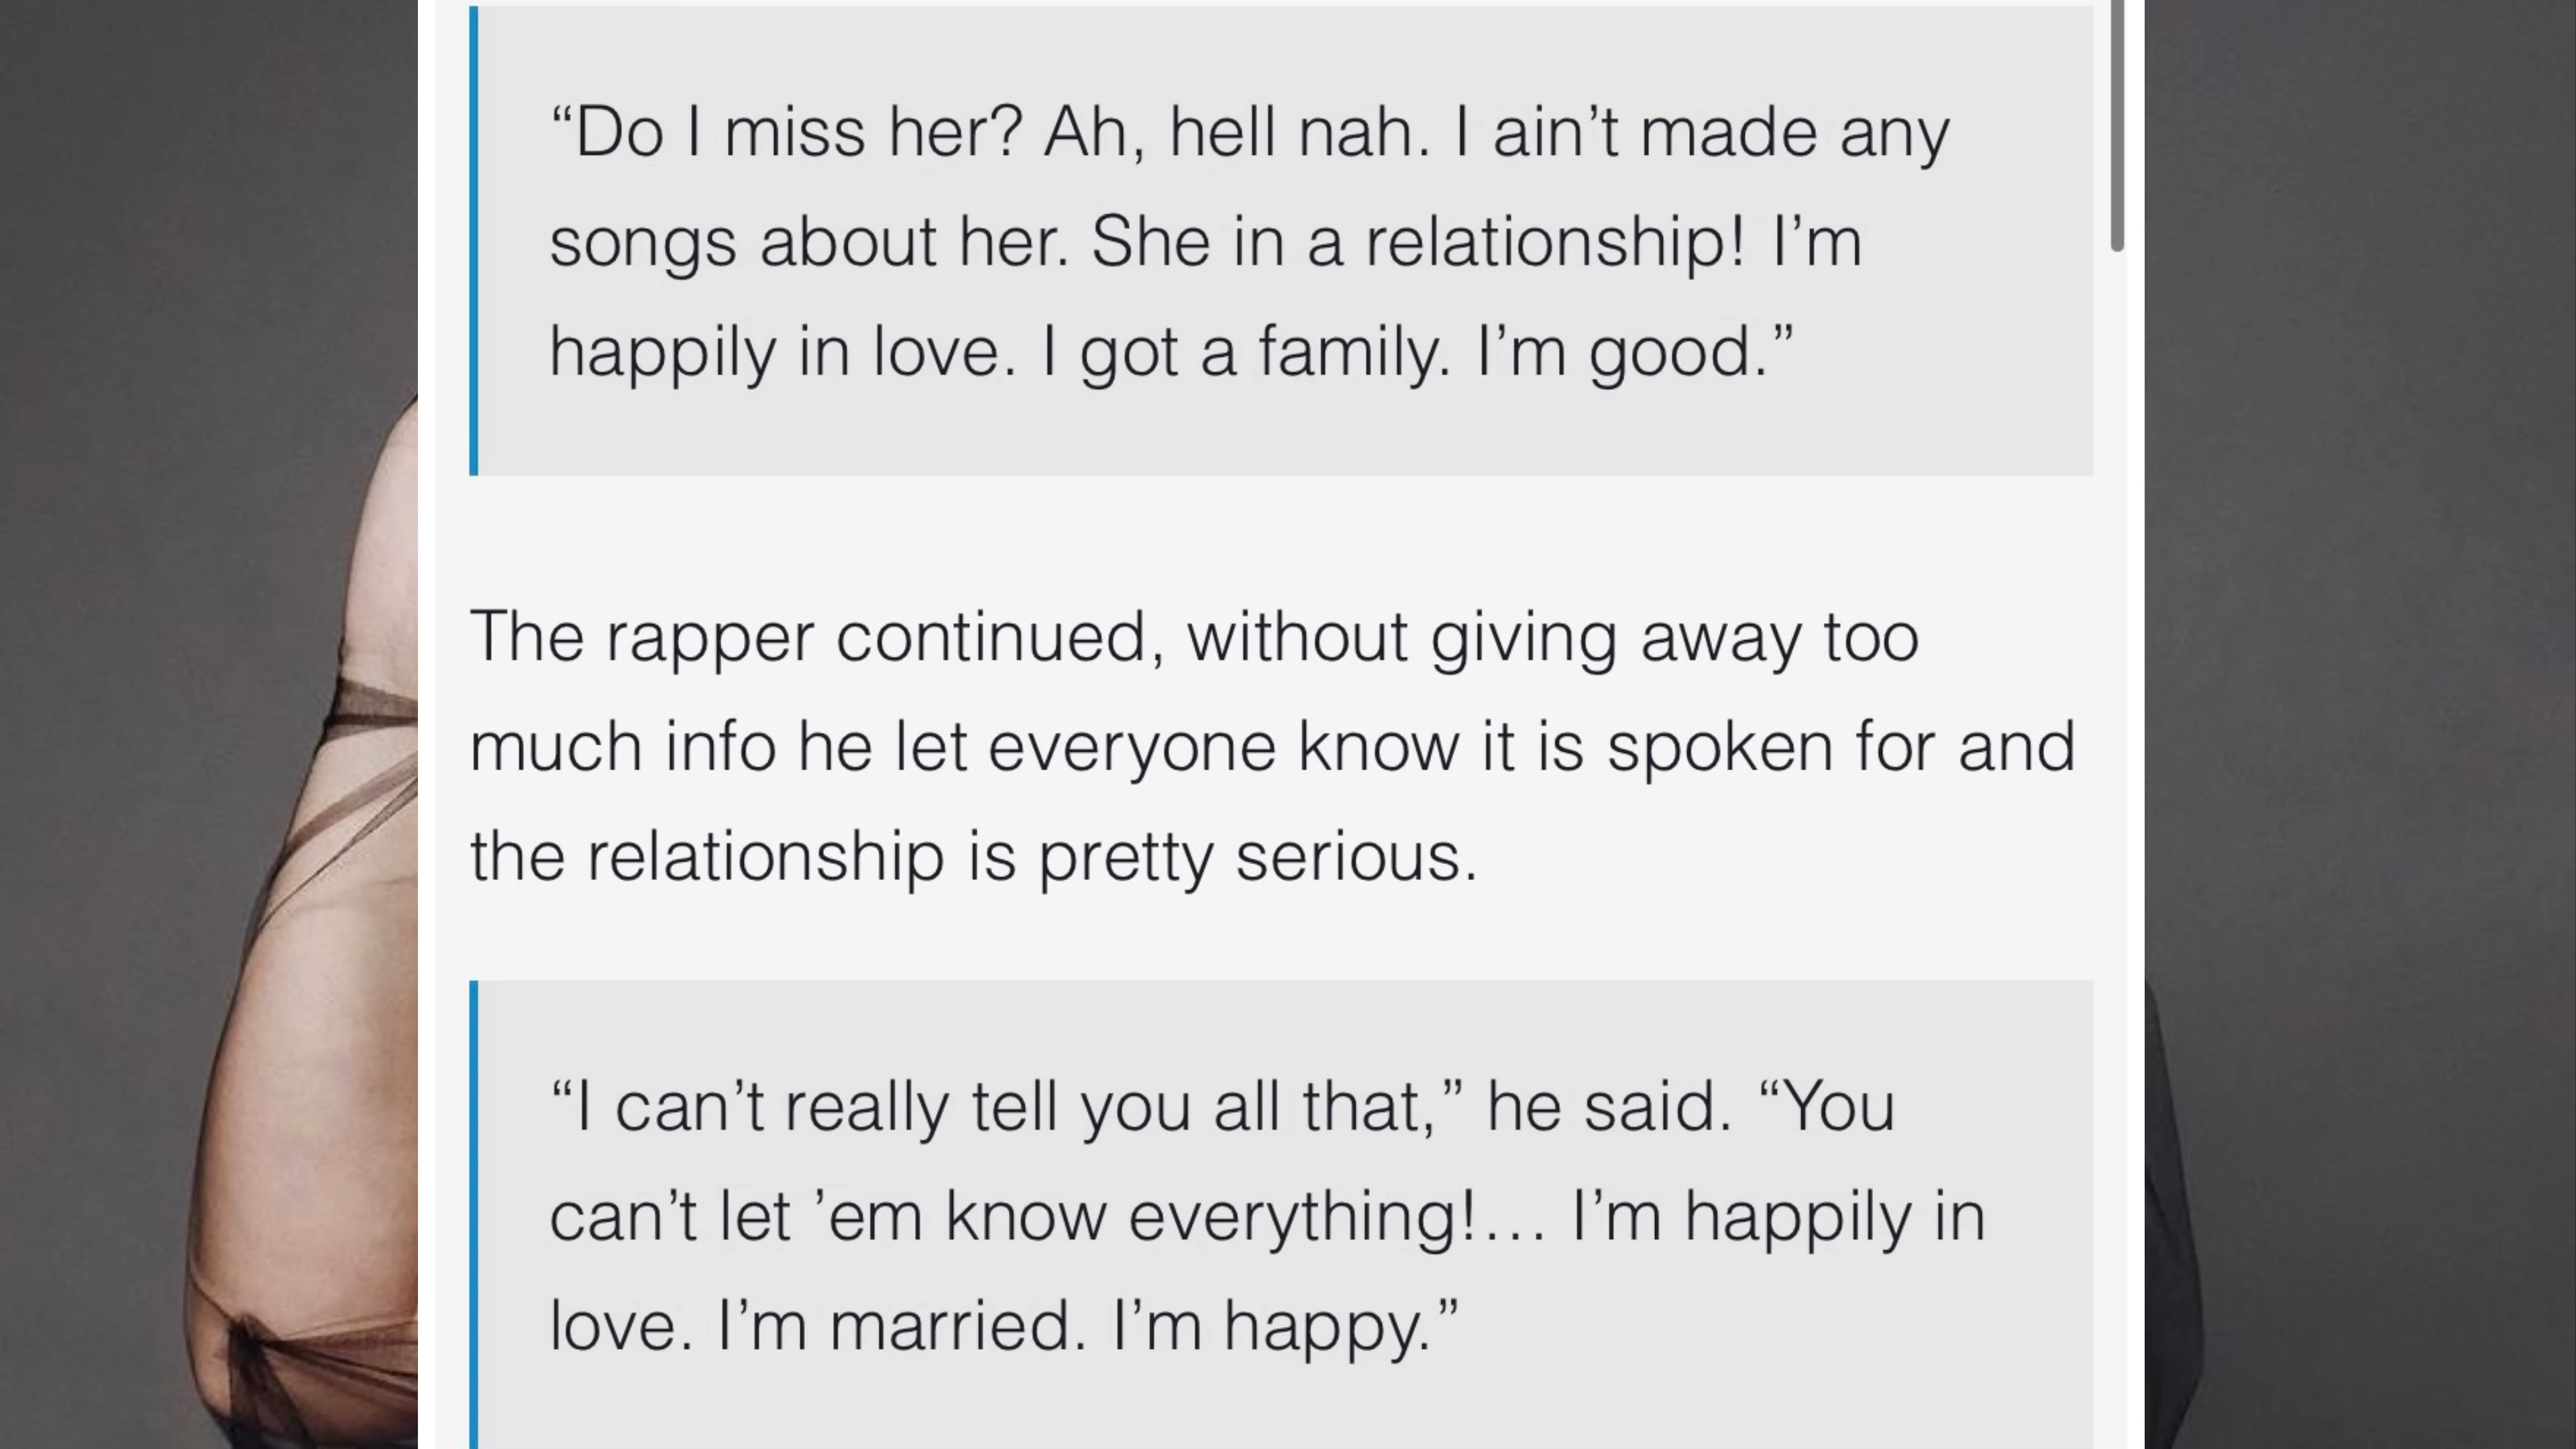 “Do I miss her? Ah, hell nah. I ain’t made any
songs about her. She in a relationship! I’m
happily in love. I got a family. I’m good.”
The rapper continued, without giving away too
much info he let everyone know it is spoken for and
the relationship is pretty serious.
“I can’t really tell you all that,” he said. “You
can’t let ’em know everything!… I’m happily in
love. I’m married. I’m happy.”